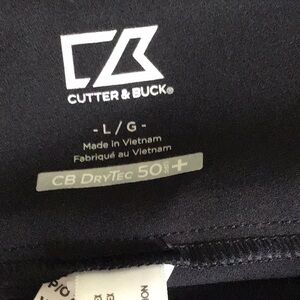 CUTTER & BUCK®
- L / G -
Made in Vietnam
Fabriqué au Vietnam
CB DRYTEC 50 +
P/O